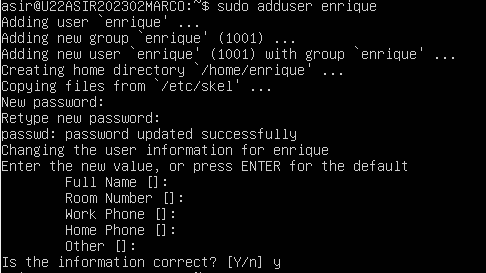 asir@U22ASIR202302MARCO:~$ sudo adduser enrique
Adding user `enrique' ...
Adding new group `enrique' (1001) ...
Adding new user `enrique' (1001) with group `enrique' ...
Creating home directory `/home/enrique' ...
Copying files from `/etc/skel' ...
New password:
Retype new password:
passwd: password updated successfully
Changing the user information for enrique
Enter the new value, or press ENTER for the default
Full Name []:
Room Number []:
Work Phone []:
Home Phone []:
Other []:
Is the information correct? [Y/n] y